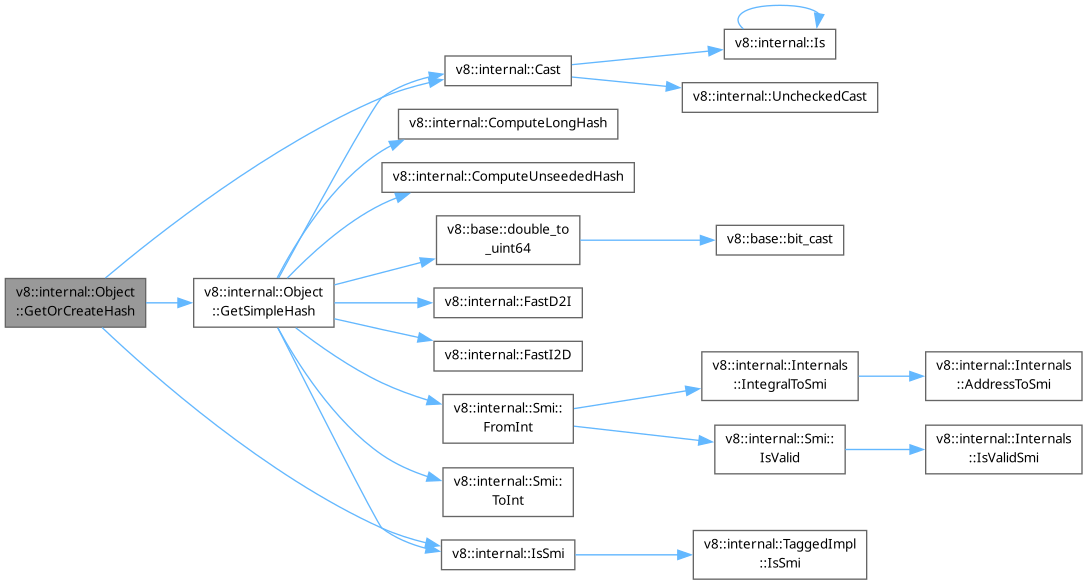 v8::internal::Is
v8::internal::Cast
v8::internal::UncheckedCast
v8::internal::ComputeLongHash
v8::internal::ComputeUnseededHash
v8::base::double_to
_uint64
v8::base::bit_cast
v8::internal::Object
::GetOrCreateHash
v8::internal::Object
::GetSimpleHash
v8::internal::FastD2I
v8::internal::FastI2D
v8::internal::Internals
::IntegralToSmi
v8::internal::Internals
::AddressToSmi
v8::internal::Smi::
FromInt
v8::internal::Smi::
IsValid
v8::internal::Internals
::IsValidSmi
v8::internal::Smi::
ToInt
v8::internal::IsSmi
v8::internal::TaggedImpl
::IsSmi